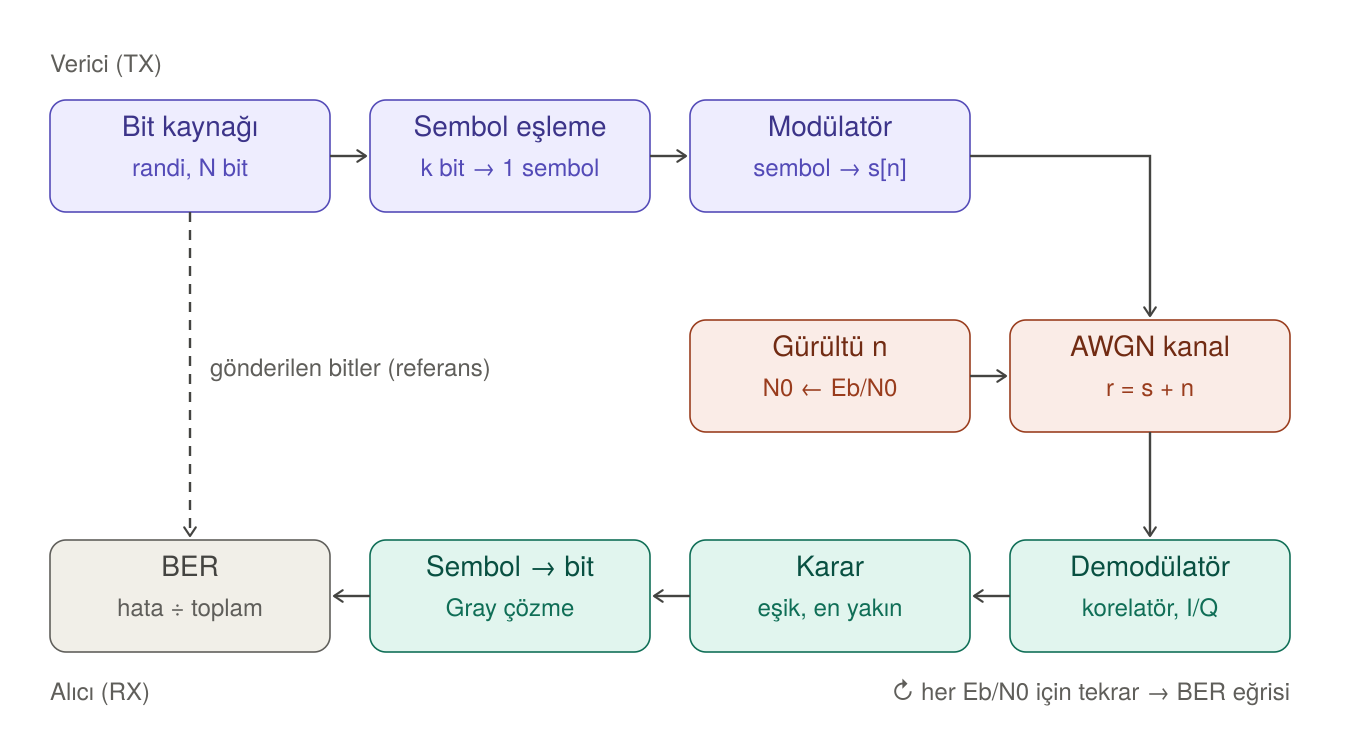 Verici (TX)
Bit kaynağı
randi, N bit
Sembol eşleme
k bit → 1 sembol
Modülatör
sembol → s[n]
gönderilen bitler (referans)
Gürültü n
N0 ← Eb/N0
AWGN kanal
r = s + n
BER
hata ÷ toplam
Sembol → bit
Gray çözme
Karar
eşik, en yakın
Demodülatör
korelatör, I/Q
Alıcı (RX)
↻ her Eb/N0 için tekrar → BER eğrisi